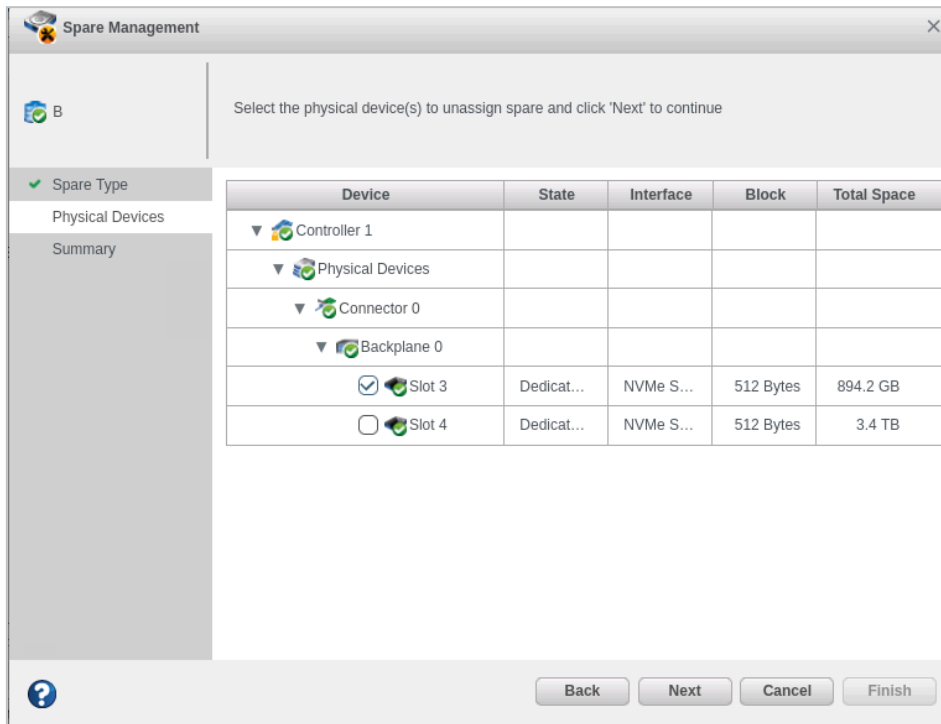 Spare Management
B
Select the physical device(s) to unassign spare and click 'Next' to continue
Spare Type
Physical Devices
Summary
Device State Interface Block Total Space
Controller 1
Physical Devices
Connector 0
Backplane 0
Slot 3 Dedicat... NVMe S... 512 Bytes 894.2 GB
Slot 4 Dedicat... NVMe S... 512 Bytes 3.4 TB
? Back Next Cancel Finish